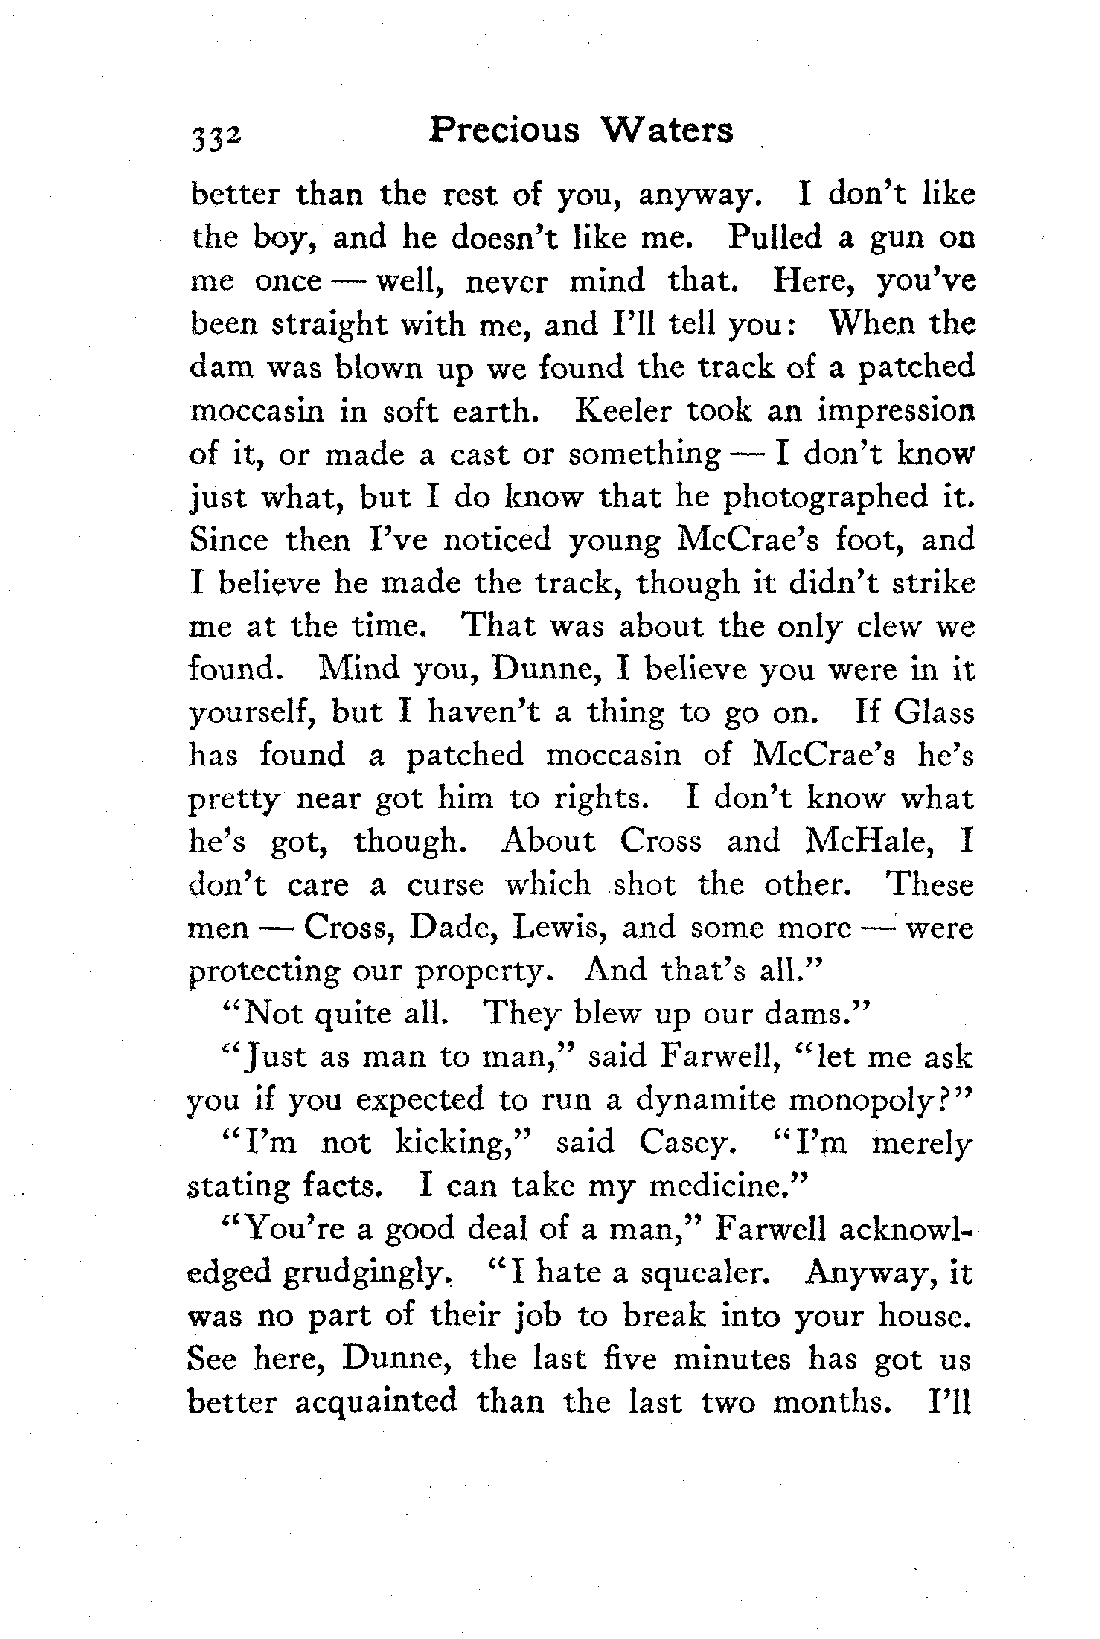 332 Precious Waters
better than the rest of you, anyway. I don't like
the boy, and he doesn't like me. Pulled a gun on
me once — well, never mind that. Here, you've
been straight with me, and I'll tell you: When the
dam was blown up we found the track of a patched
moccasin in soft earth. Keeler took an impression
of it, or made a cast or something — I don't know
just what, but I do know that he photographed it.
Since then I've noticed young McCrae's foot, and
I believe he made the track, though it didn't strike
me at the time. That was about the only clew we
found. Mind you, Dunne, I believe you were in it
yourself, but I haven't a thing to go on. If Glass
has found a patched moccasin of McCrae's he's
pretty near got him to rights. I don't know what
he's got, though. About Cross and McHale, I
don't care a curse which shot the other. These
men — Cross, Dade, Lewis, and some more — were
protecting our property. And that's all."
"Not quite all. They blew up our dams."
"Just as man to man," said Farwell, "let me ask
you if you expected to run a dynamite monopoly?"
"I'm not kicking," said Casey. "I'm merely
stating facts. I can take my medicine."
"You're a good deal of a man," Farwell acknowl-
edged grudgingly. "I hate a squealer. Anyway, it
was no part of their job to break into your house.
See here, Dunne, the last five minutes has got us
better acquainted than the last two months. I'll